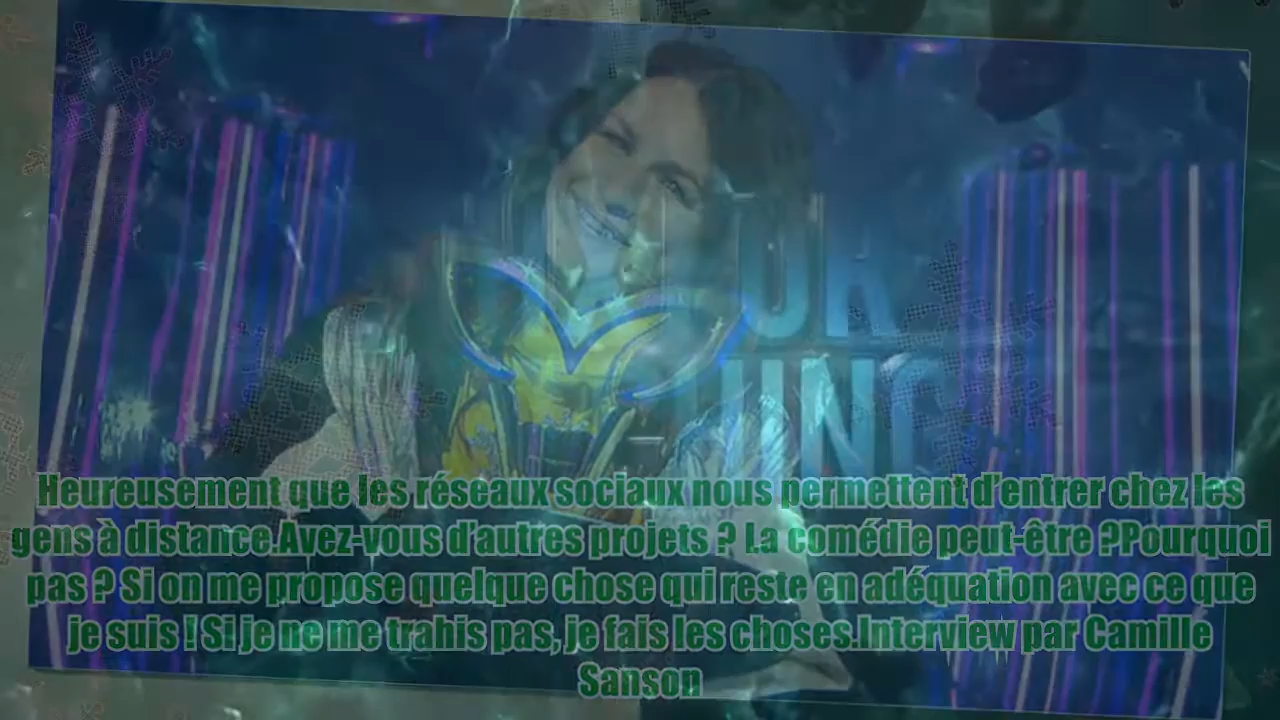 Heureusement que les réseaux sociaux nous permettent d'entrer chez les
gens à distance.Avez-vous d'autres projets ? La comédie peut-être ?Pourquoi
pas ? Si on me propose quelque chose qui reste en adéquation avec ce que
je suis ! Si je ne me trahis pas, je fais les choses.Interview par Camille
Sanson